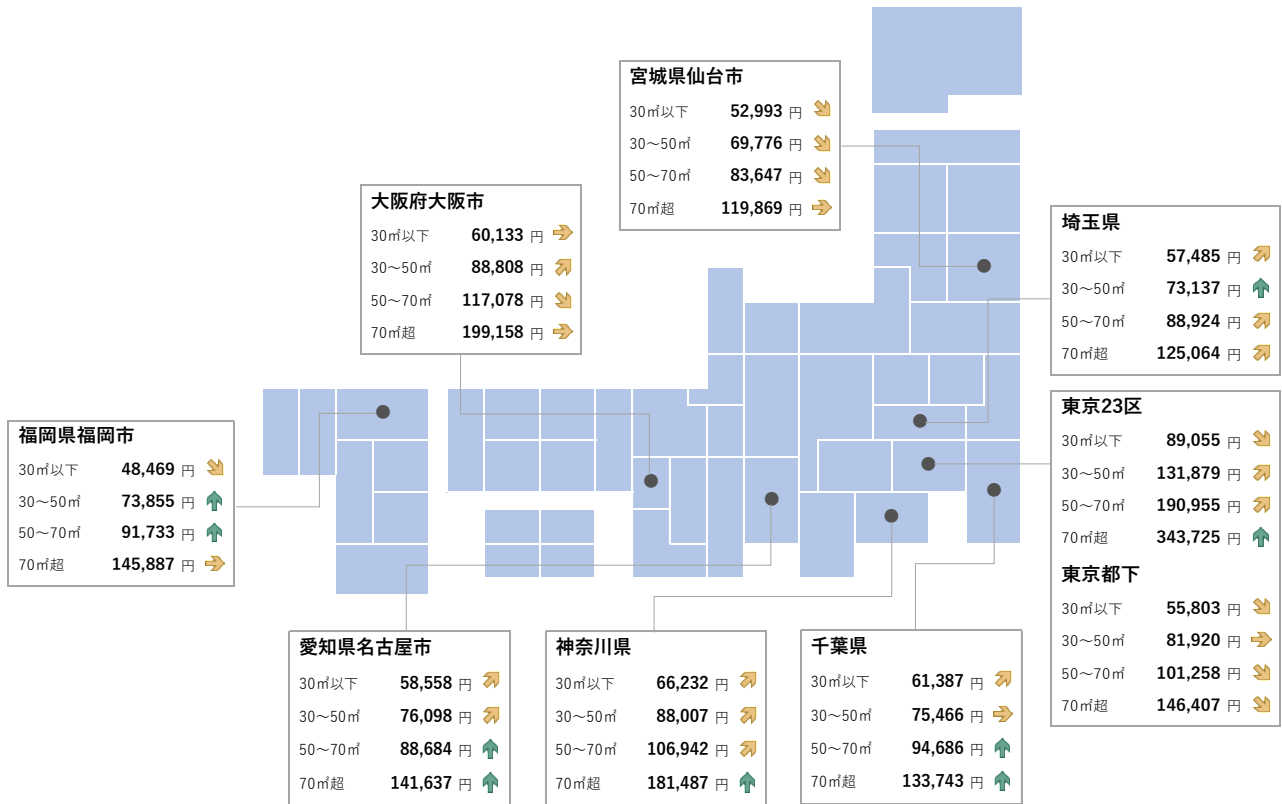 宮城県仙台市
30㎡以下 52,993 円
30～50㎡ 69,776 円
50～70㎡ 83,647 円
70㎡超 119,869 円
大阪府大阪市
30㎡以下 60,133 円
30～50㎡ 88,808 円
50～70㎡ 117,078 円
70㎡超 199,158 円
埼玉県
30㎡以下 57,485 円
30～50㎡ 73,137 円
50～70㎡ 88,924 円
70㎡超 125,064 円
東京23区
30㎡以下 89,055 円
30～50㎡ 131,879 円
50～70㎡ 190,955 円
70㎡超 343,725 円
東京都下
30㎡以下 55,803 円
30～50㎡ 81,920 円
50～70㎡ 101,258 円
70㎡超 146,407 円
福岡県福岡市
30㎡以下 48,469 円
30～50㎡ 73,855 円
50～70㎡ 91,733 円
70㎡超 145,887 円
愛知県名古屋市
30㎡以下 58,558 円
30～50㎡ 76,098 円
50～70㎡ 88,684 円
70㎡超 141,637 円
神奈川県
30㎡以下 66,232 円
30～50㎡ 88,007 円
50～70㎡ 106,942 円
70㎡超 181,487 円
千葉県
30㎡以下 61,387 円
30～50㎡ 75,466 円
50～70㎡ 94,686 円
70㎡超 133,743 円